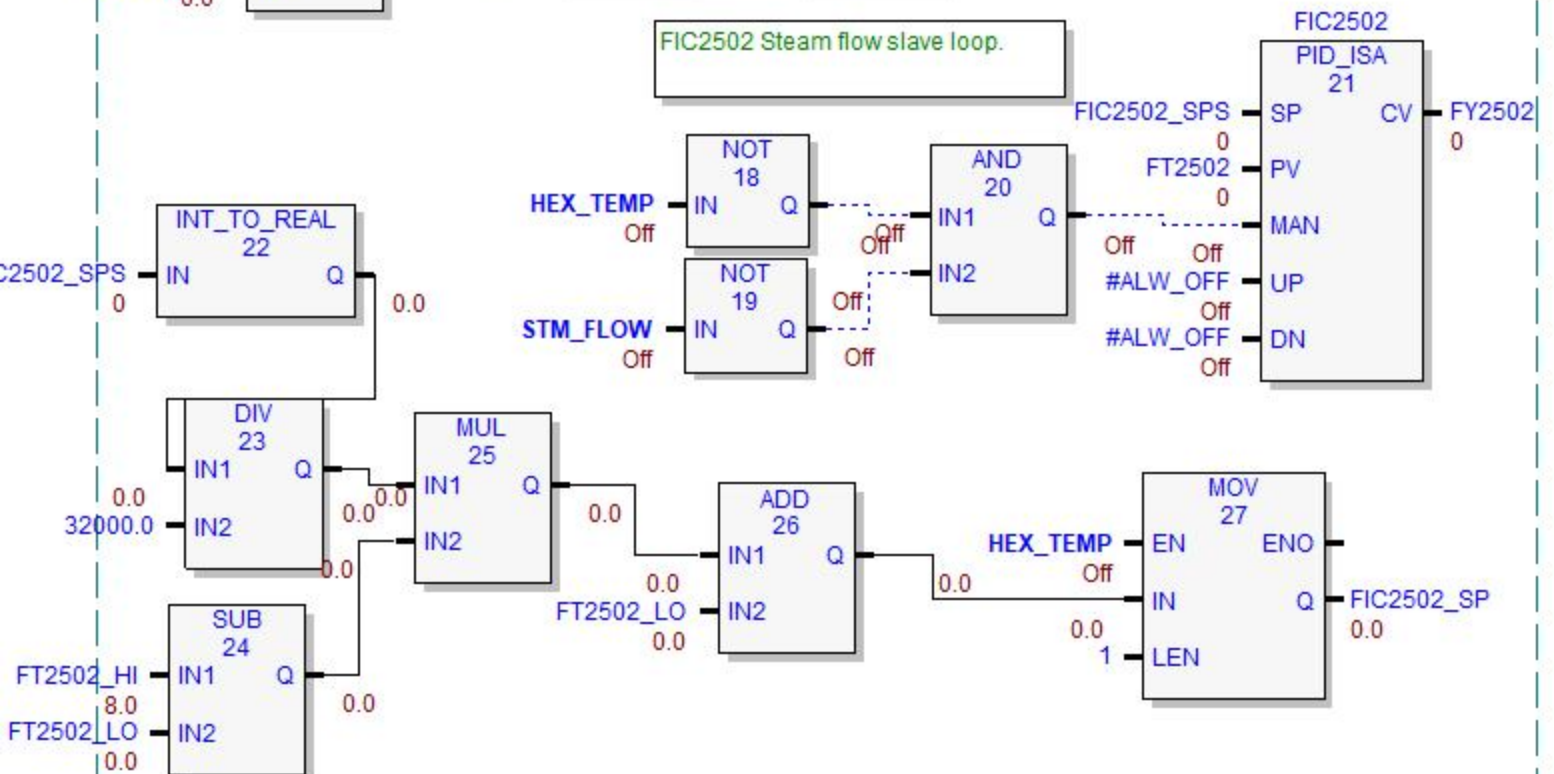 0.0
FIC2502
FIC2502 Steam flow slave loop.
PID_ISA
21
FIC2502_SPS SP CV FY2502
0 0
FT2502 PV
0
MAN
Off
#ALW_OFF UP
Off
#ALW_OFF DN
Off
NOT
18
HEX_TEMP IN Q
Off Off
NOT
19
STM_FLOW IN Q
Off Off
AND
20
Off IN1 Q
Off IN2 Off
INT_TO_REAL
22
C2502_SPS IN Q
0 0.0
DIV
23
IN1 Q
0.0 0.0
32000.0 IN2
0.0
MUL
25
0.0 IN1 Q
IN2 0.0
SUB
24
FT2502_HI IN1 Q
8.0 0.0
FT2502_LO IN2
0.0
ADD
26
IN1 Q
0.0 0.0
FT2502_LO IN2
0.0
MOV
27
HEX_TEMP EN ENO
Off
IN Q FIC2502_SP
0.0 0.0
1 LEN